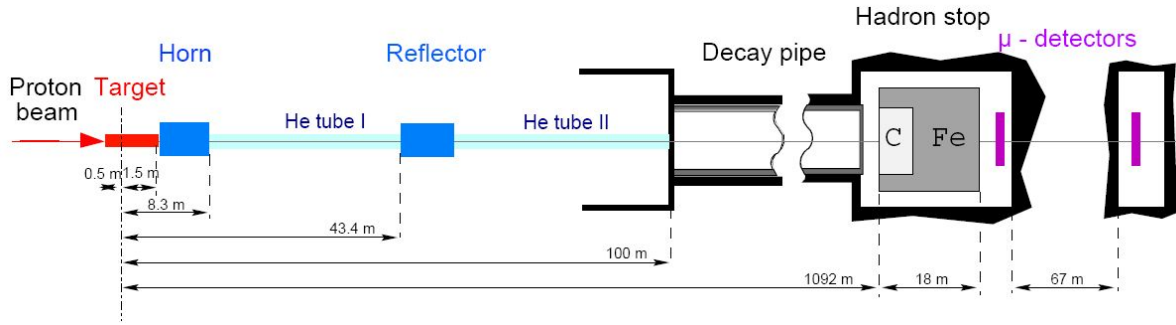 Hadron stop
Horn
Reflector
Decay pipe
μ - detectors
Proton
beam
Target
He tube I
He tube II
C
Fe
0.5 m
1.5 m
8.3 m
43.4 m
100 m
1092 m
18 m
67 m